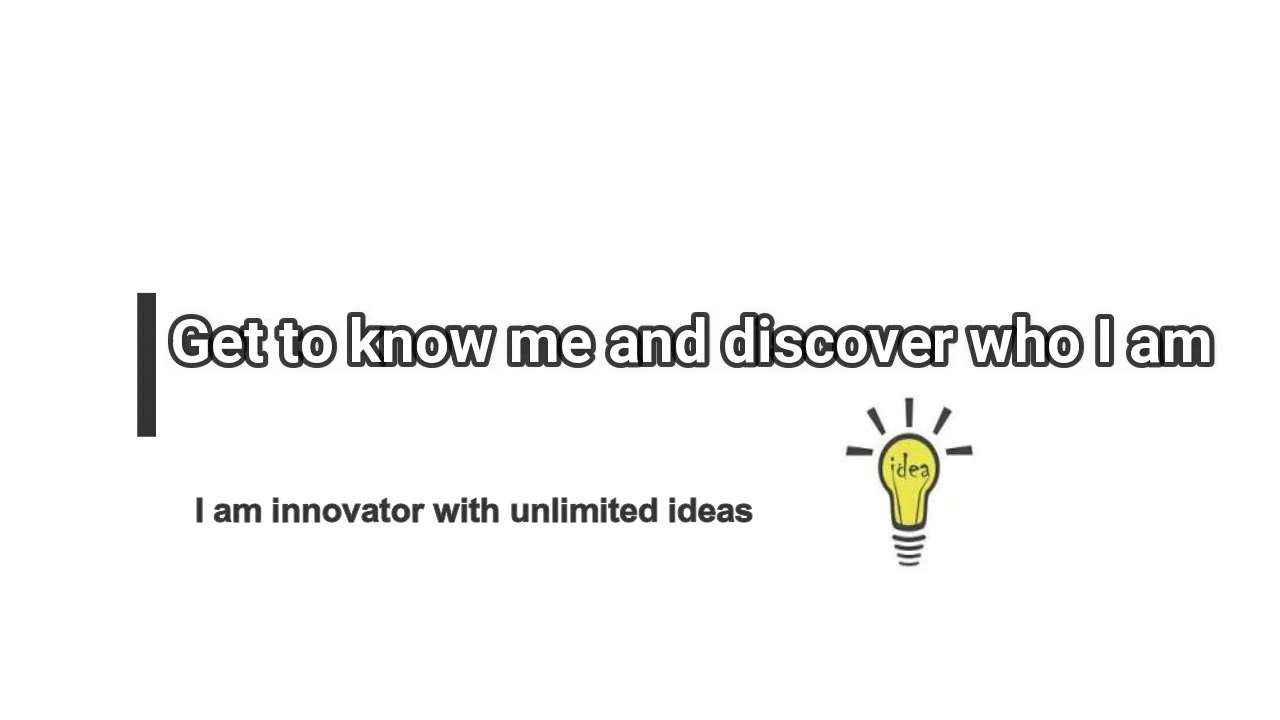 Get to know me and discover who I am
idea
I am innovator with unlimited ideas